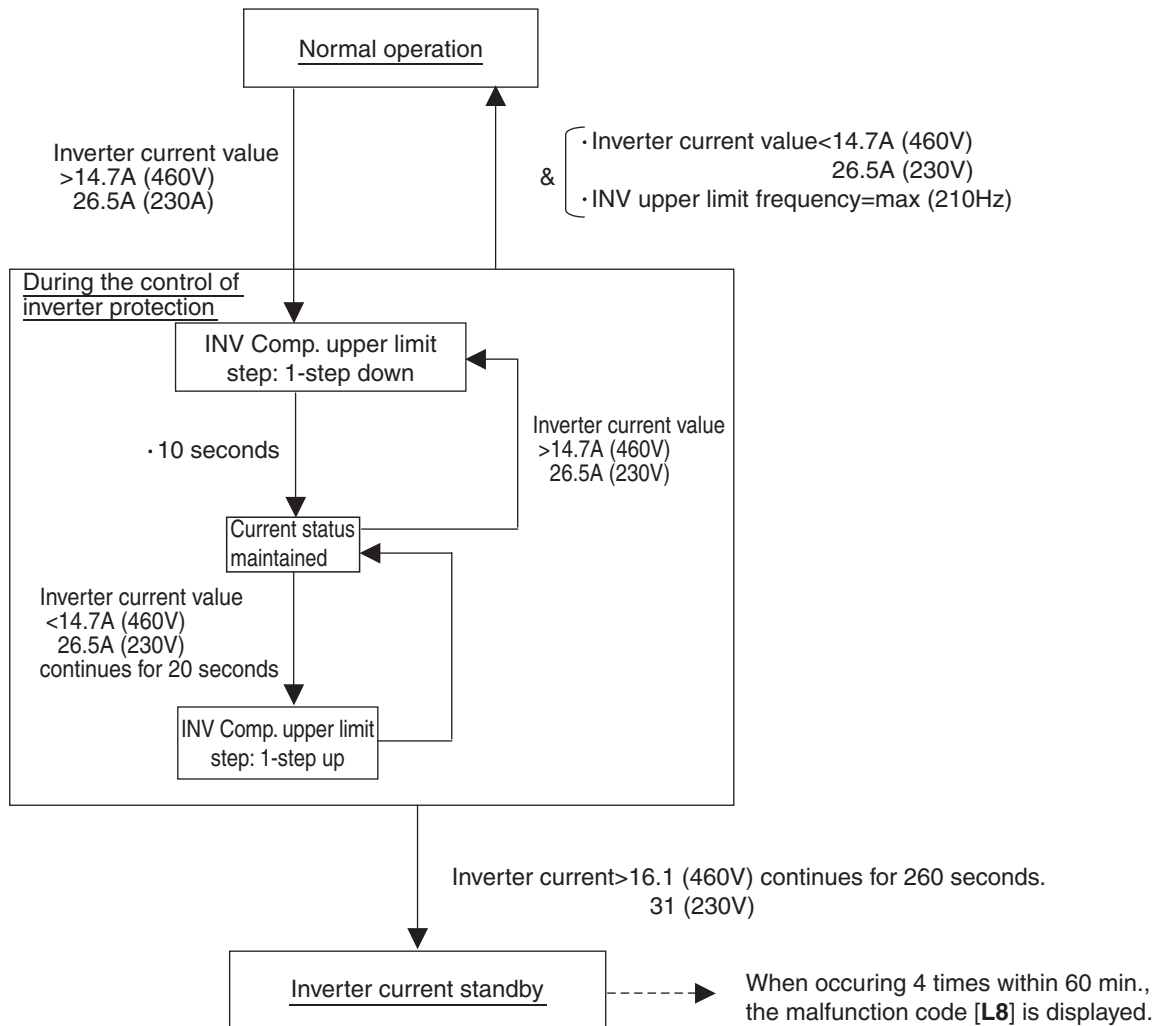 Normal operation
Inverter current value
>14.7A (460V)
26.5A (230A)
&
·Inverter current value<14.7A (460V)
26.5A (230V)
·INV upper limit frequency=max (210Hz)
During the control of
inverter protection
INV Comp. upper limit
step: 1-step down
·10 seconds
Inverter current value
>14.7A (460V)
26.5A (230V)
Current status
maintained
Inverter current value
<14.7A (460V)
26.5A (230V)
continues for 20 seconds
INV Comp. upper limit
step: 1-step up
Inverter current>16.1 (460V) continues for 260 seconds.
31 (230V)
Inverter current standby
When occuring 4 times within 60 min.,
the malfunction code [L8] is displayed.